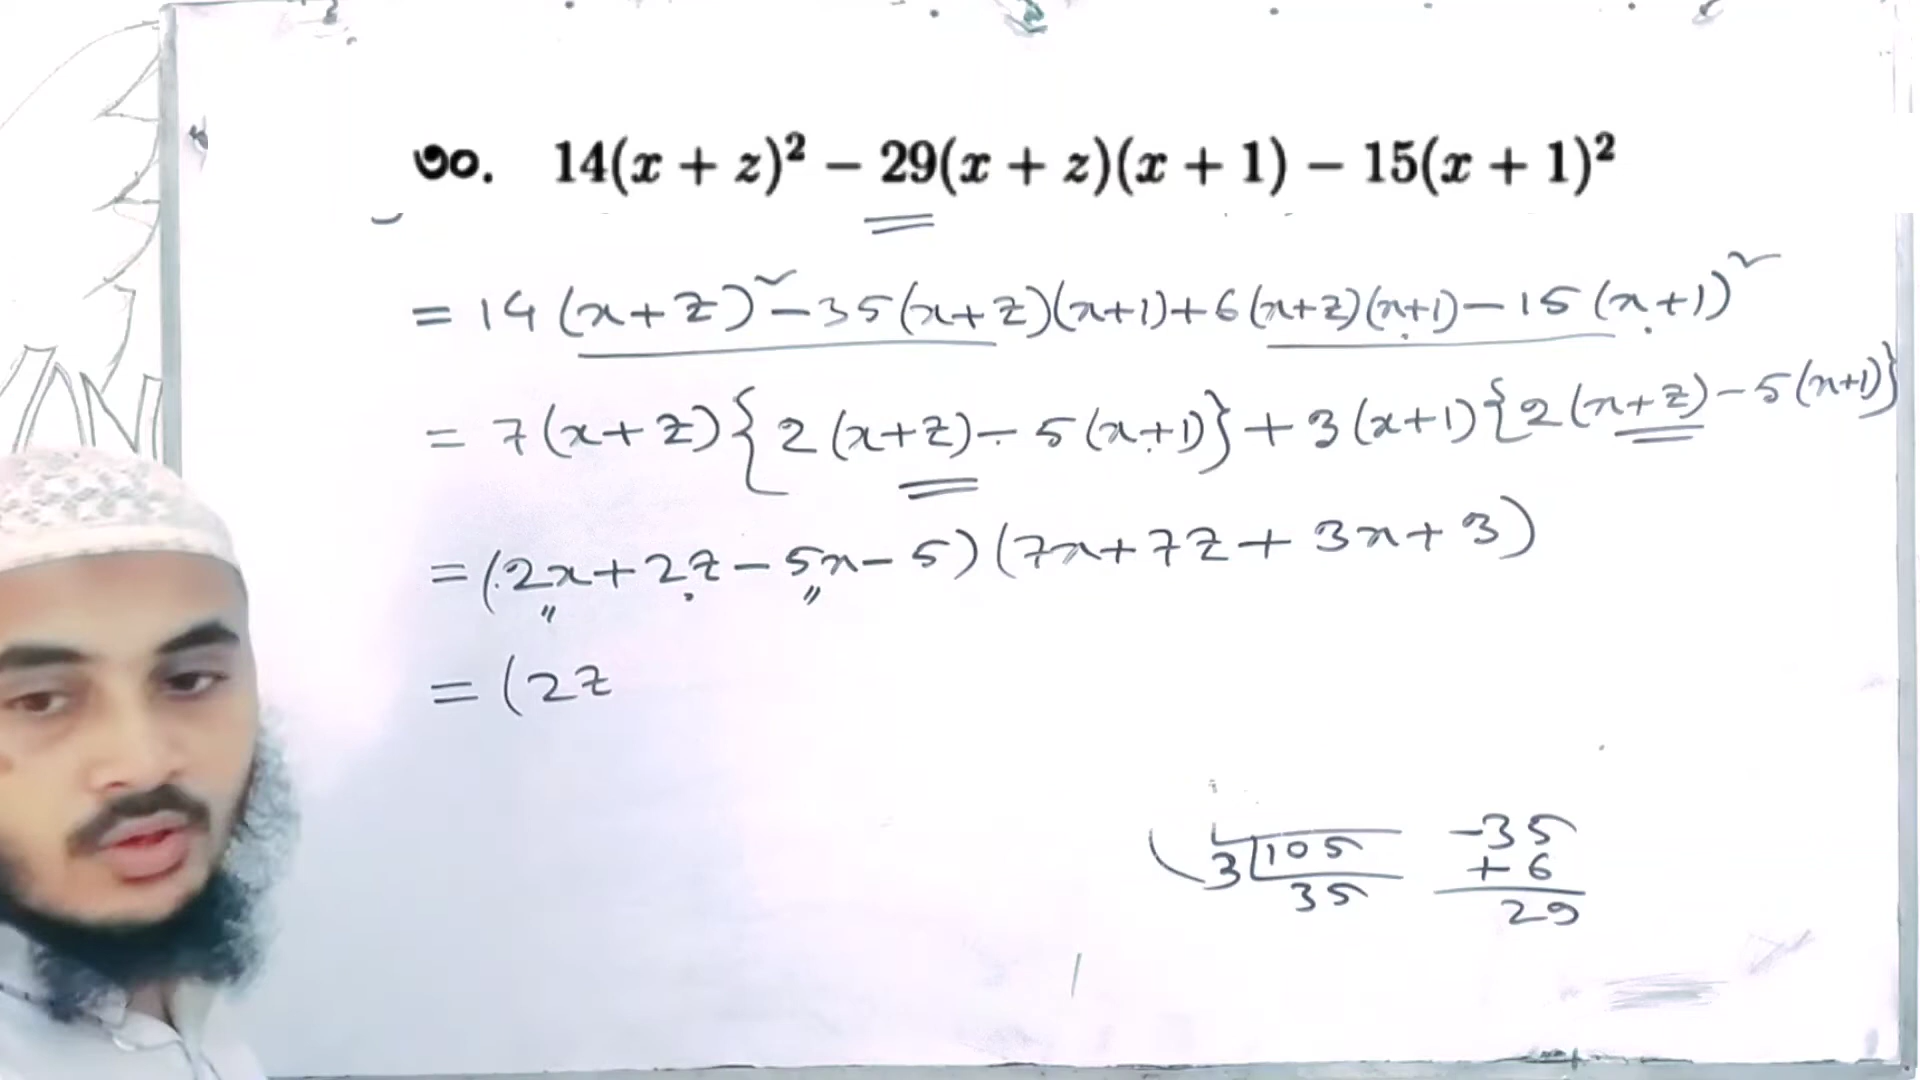 ৩০. 14(x + z)² − 29(x + z)(x + 1) − 15(x + 1)²
= 14(x+z)² − 35(x+z)(x+1) + 6(x+z)(x+1) − 15(x+1)²
= 7(x+z){2(x+z) − 5(x+1)} + 3(x+1){2(x+z) − 5(x+1)}
= (2x+2z−5x−5)(7x+7z+3x+3)
= (2z
3 105
35
−35
+6
29